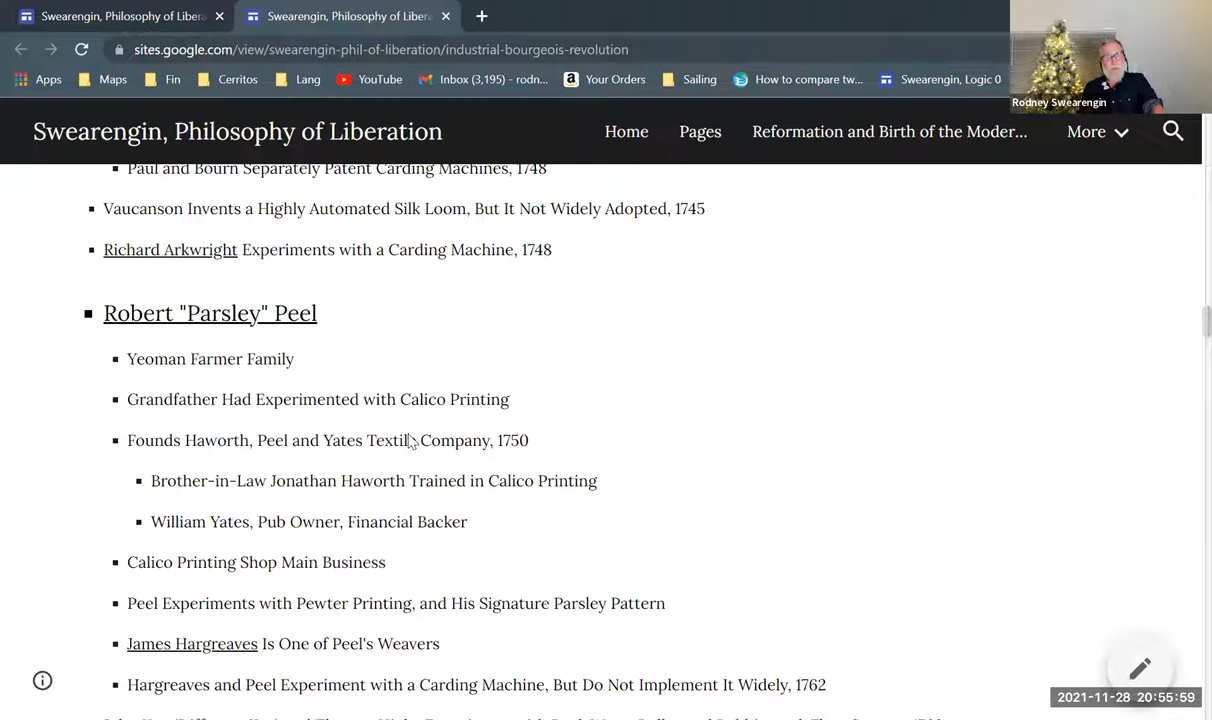 Swearengin, Philosophy of Libera
Swearengin, Philosophy of Libera
sites.google.com/view/swearengin-phil-of-liberation/industrial-bourgeois-revolution
Apps
Maps
Fin
Cerritos
Lang
YouTube
Inbox (3,195) - rodn...
Your Orders
Sailing
How to compare tw...
Swearengin, Logic 0
Rodney Swearengin
Swearengin, Philosophy of Liberation
Home
Pages
Reformation and Birth of the Moder...
More
Paul and Bourn Separately Patent Carding Machines, 1748
Vaucanson Invents a Highly Automated Silk Loom, But It Not Widely Adopted, 1745
Richard Arkwright Experiments with a Carding Machine, 1748
Robert "Parsley" Peel
Yeoman Farmer Family
Grandfather Had Experimented with Calico Printing
Founds Haworth, Peel and Yates Textile Company, 1750
Brother-in-Law Jonathan Haworth Trained in Calico Printing
William Yates, Pub Owner, Financial Backer
Calico Printing Shop Main Business
Peel Experiments with Pewter Printing, and His Signature Parsley Pattern
James Hargreaves Is One of Peel's Weavers
Hargreaves and Peel Experiment with a Carding Machine, But Do Not Implement It Widely, 1762
2021-11-28 20:55:59